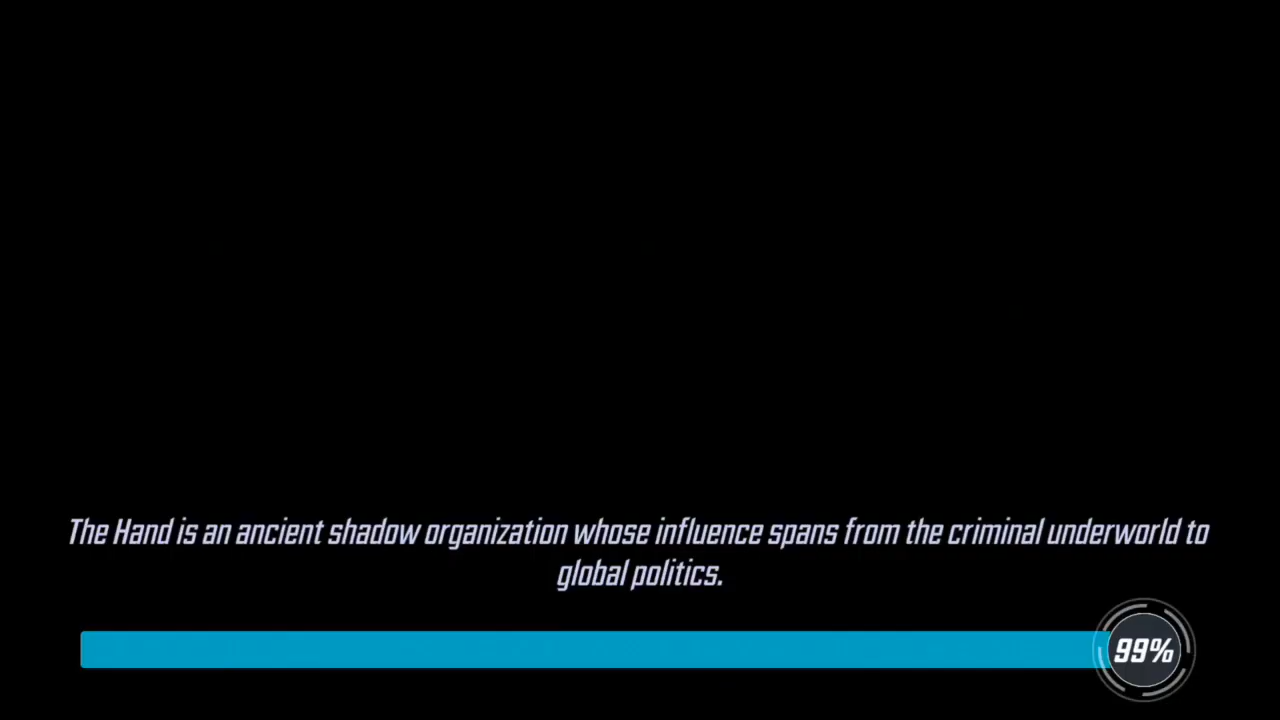 The Hand is an ancient shadow organization whose influence spans from the criminal underworld to
global politics.
99%